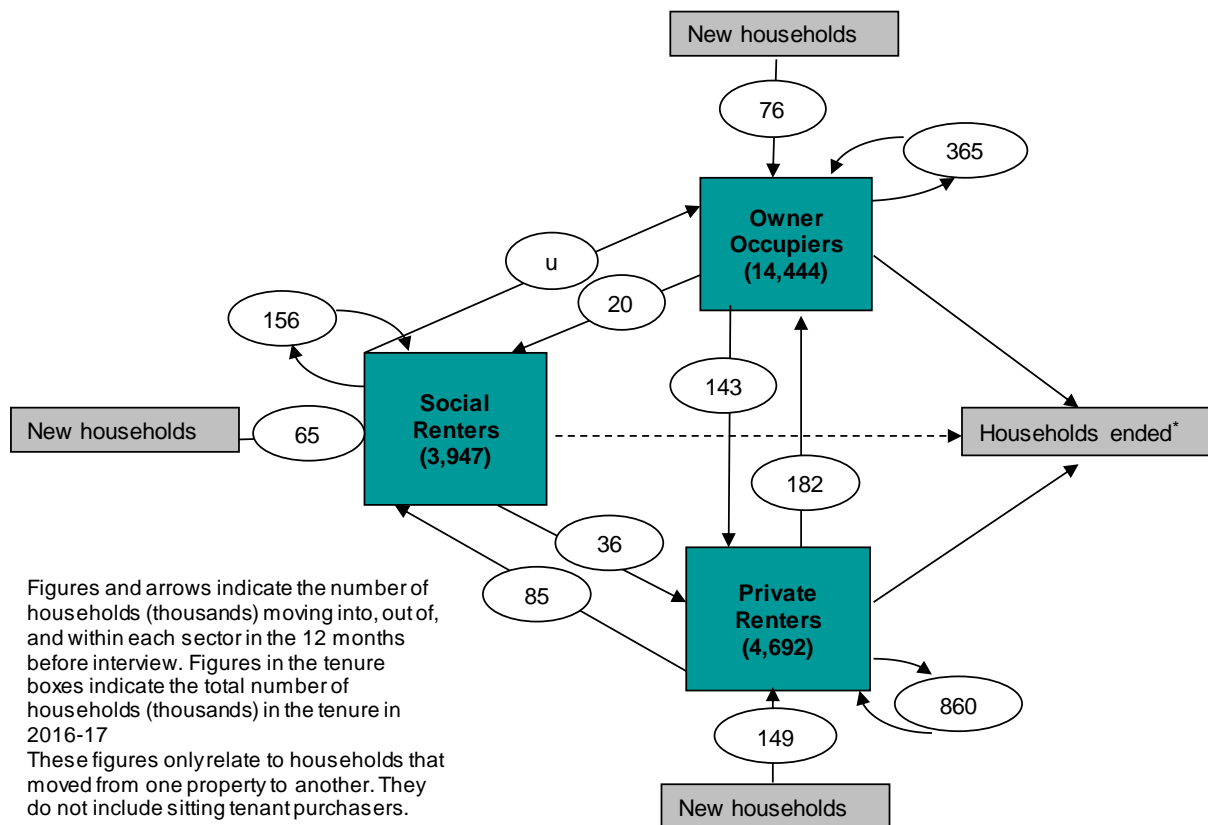 New households
76
365
Owner
Occupiers
(14,444)
u
20
156
143
Social
Renters
(3,947)
New households
65
Households ended*
182
36
85
Private
Renters
(4,692)
860
149
New households
Figures and arrows indicate the number of
households (thousands) moving into, out of,
and within each sector in the 12 months
before interview. Figures in the tenure
boxes indicate the total number of
households (thousands) in the tenure in
2016-17
These figures only relate to households that
moved from one property to another. They
do not include sitting tenant purchasers.